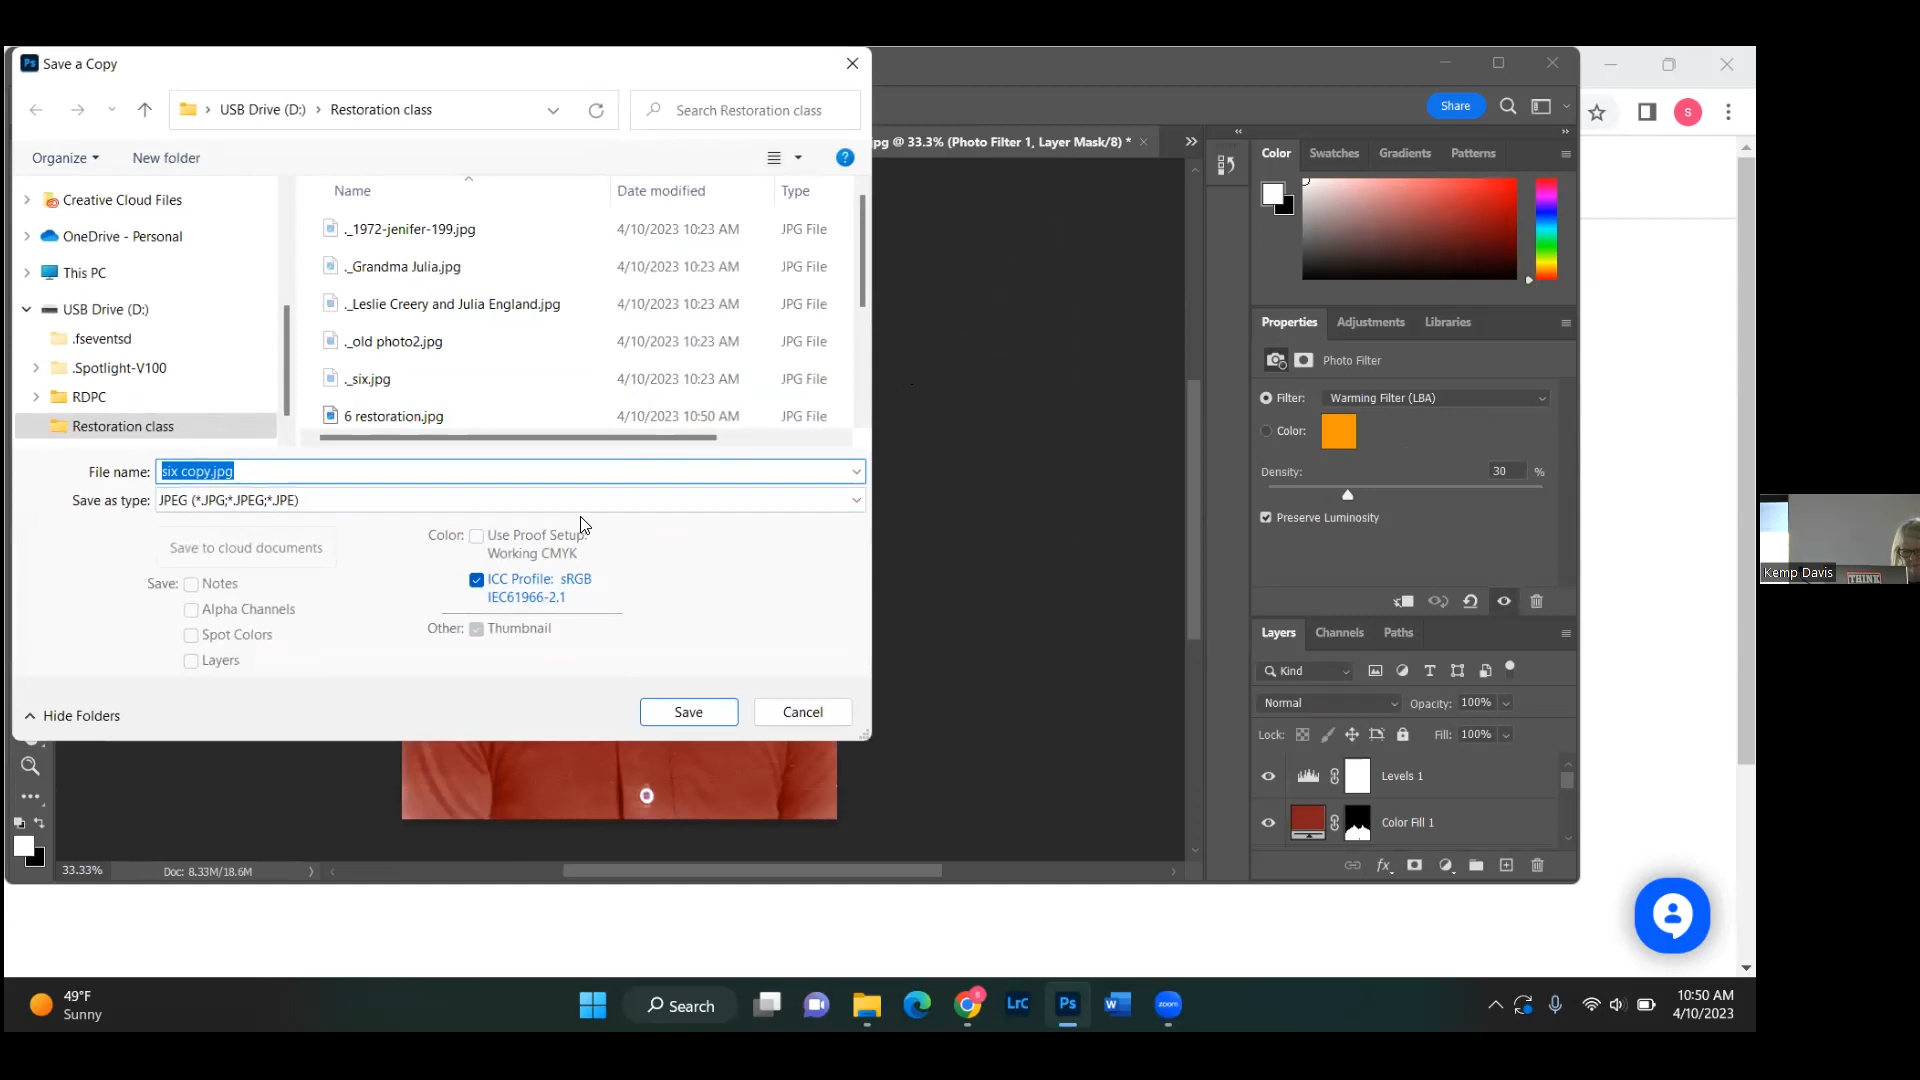 Ps Save a Copy
USB Drive (D:) > Restoration class
Search Restoration class
Organize
New folder
?
Name
Date modified
Type
Creative Cloud Files
OneDrive - Personal
This PC
USB Drive (D:)
.fseventsd
.Spotlight-V100
RDPC
Restoration class
._1972-jenifer-199.jpg 4/10/2023 10:23 AM JPG File
._Grandma Julia.jpg 4/10/2023 10:23 AM JPG File
._Leslie Creery and Julia England.jpg 4/10/2023 10:23 AM JPG File
._old photo2.jpg 4/10/2023 10:23 AM JPG File
._six.jpg 4/10/2023 10:23 AM JPG File
6 restoration.jpg 4/10/2023 10:50 AM JPG File
File name: six copy.jpg
Save as type: JPEG (*.JPG;*.JPEG;*.JPE)
Save to cloud documents
Save: Notes
Alpha Channels
Spot Colors
Layers
Color: Use Proof Setup:
Working CMYK
ICC Profile: sRGB
IEC61966-2.1
Other: Thumbnail
Hide Folders
Save
Cancel
33.33%
Doc: 8.33M/18.6M
jpg @ 33.3% (Photo Filter 1, Layer Mask/8) *
Share
S
Color Swatches Gradients Patterns
Properties Adjustments Libraries
Photo Filter
Filter: Warming Filter (LBA)
Color:
Density: 30 %
Preserve Luminosity
Layers Channels Paths
Kind
T
Normal
Opacity: 100%
Lock:
Fill: 100%
Levels 1
Color Fill 1
fx
Kemp Davis
THINK
49°F
Sunny
Search
LrC
Ps
W
zoom
10:50 AM
4/10/2023